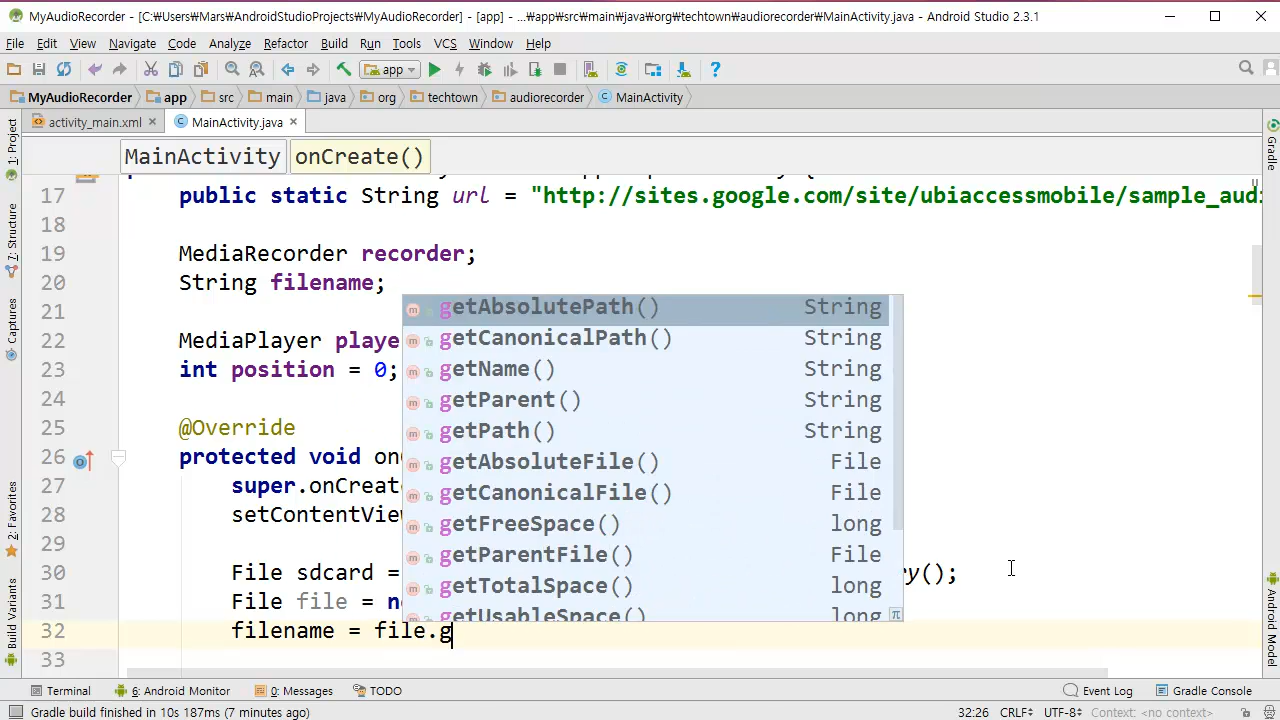 MyAudioRecorder - [C:₩Users₩Mars₩AndroidStudioProjects₩MyAudioRecorder] - [app] - ...₩app₩src₩main₩java₩org₩techtown₩audiorecorder₩MainActivity.java - Android Studio 2.3.1
File Edit View Navigate Code Analyze Refactor Build Run Tools VCS Window Help
app
MyAudioRecorder app src main java org techtown audiorecorder MainActivity
activity_main.xml MainActivity.java
MainActivity onCreate()
17 public static String url = "http://sites.google.com/site/ubiaccessmobile/sample_aud
18
19 MediaRecorder recorder;
20 String filename;
21
22 MediaPlayer playe
23 int position = 0;
24
25 @Override
26 protected void on
27 super.onCreate
28 setContentView
29
30 File sdcard = ry();
31 File file = ne
32 filename = file.g
33
getAbsolutePath() String
getCanonicalPath() String
getName() String
getParent() String
getPath() String
getAbsoluteFile() File
getCanonicalFile() File
getFreeSpace() long
getParentFile() File
getTotalSpace() long
getUsableSpace() long
π
1: Project
7: Structure
Captures
2: Favorites
Build Variants
Gradle
Android Model
Terminal 6: Android Monitor 0: Messages TODO Event Log Gradle Console
Gradle build finished in 10s 187ms (7 minutes ago) 32:26 CRLF UTF-8 Context: <no context>